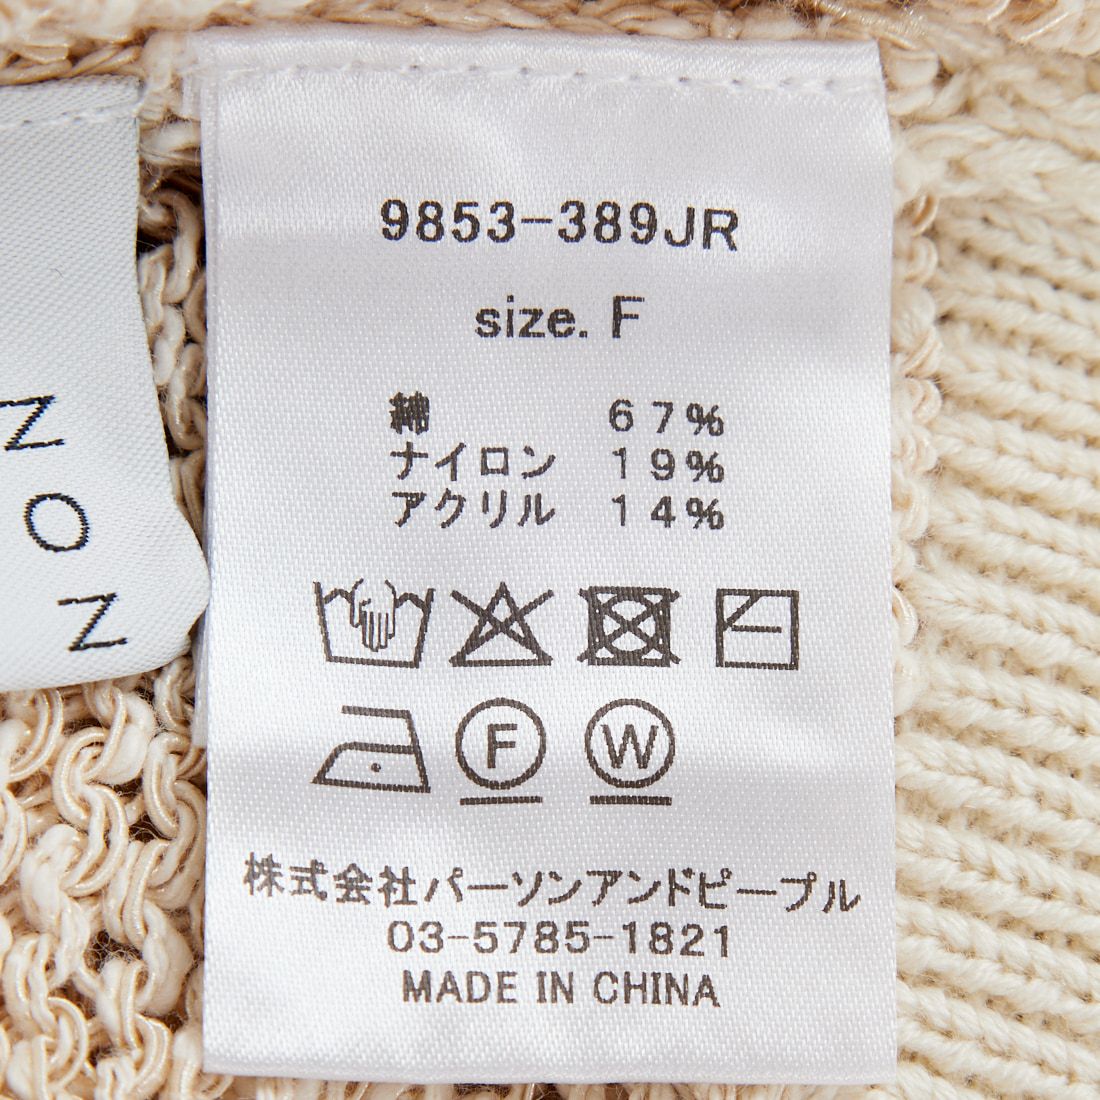 9853-389JR
size. F
綿 67%
ナイロン 19%
アクリル 14%
F W
株式会社パーソンアンドピープル
03-5785-1821
MADE IN CHINA
N
O
N